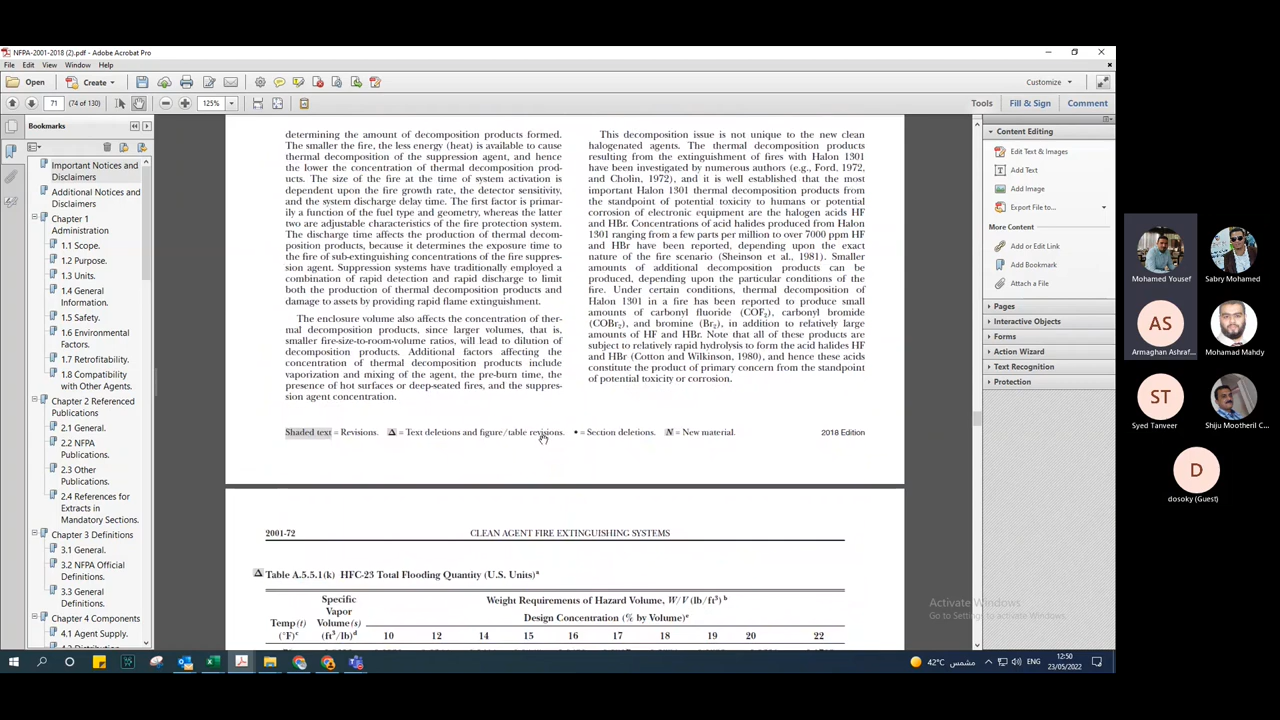 NFPA-2001-2018 (2).pdf - Adobe Acrobat Pro
File Edit View Window Help
Open Create Customize
71 (74 of 130) 125% Tools Fill & Sign Comment
Bookmarks
Important Notices and
Disclaimers
Additional Notices and
Disclaimers
Chapter 1
Administration
1.1 Scope.
1.2 Purpose.
1.3 Units.
1.4 General
Information.
1.5 Safety.
1.6 Environmental
Factors.
1.7 Retrofitability.
1.8 Compatibility
with Other Agents.
Chapter 2 Referenced
Publications
2.1 General.
2.2 NFPA
Publications.
2.3 Other
Publications.
2.4 References for
Extracts in
Mandatory Sections.
Chapter 3 Definitions
3.1 General.
3.2 NFPA Official
Definitions.
3.3 General
Definitions.
Chapter 4 Components
4.1 Agent Supply.
4.2 Distribution
determining the amount of decomposition products formed.
The smaller the fire, the less energy (heat) is available to cause
thermal decomposition of the suppression agent, and hence
the lower the concentration of thermal decomposition prod-
ucts. The size of the fire at the time of system activation is
dependent upon the fire growth rate, the detector sensitivity,
and the system discharge delay time. The first factor is primar-
ily a function of the fuel type and geometry, whereas the latter
two are adjustable characteristics of the fire protection system.
The discharge time affects the production of thermal decom-
position products, because it determines the exposure time to
the fire of sub-extinguishing concentrations of the fire suppres-
sion agent. Suppression systems have traditionally employed a
combination of rapid detection and rapid discharge to limit
both the production of thermal decomposition products and
damage to assets by providing rapid flame extinguishment.
The enclosure volume also affects the concentration of ther-
mal decomposition products, since larger volumes, that is,
smaller fire-size-to-room-volume ratios, will lead to dilution of
decomposition products. Additional factors affecting the
concentration of thermal decomposition products include
vaporization and mixing of the agent, the pre-burn time, the
presence of hot surfaces or deep-seated fires, and the suppres-
sion agent concentration.
This decomposition issue is not unique to the new clean
halogenated agents. The thermal decomposition products
resulting from the extinguishment of fires with Halon 1301
have been investigated by numerous authors (e.g., Ford, 1972,
and Cholin, 1972), and it is well established that the most
important Halon 1301 thermal decomposition products from
the standpoint of potential toxicity to humans or potential
corrosion of electronic equipment are the halogen acids HF
and HBr. Concentrations of acid halides produced from Halon
1301 ranging from a few parts per million to over 7000 ppm HF
and HBr have been reported, depending upon the exact
nature of the fire scenario (Sheinson et al., 1981). Smaller
amounts of additional decomposition products can be
produced, depending upon the particular conditions of the
fire. Under certain conditions, thermal decomposition of
Halon 1301 in a fire has been reported to produce small
amounts of carbonyl fluoride (COF₂), carbonyl bromide
(COBr₂), and bromine (Br₂), in addition to relatively large
amounts of HF and HBr. Note that all of these products are
subject to relatively rapid hydrolysis to form the acid halides HF
and HBr (Cotton and Wilkinson, 1980), and hence these acids
constitute the product of primary concern from the standpoint
of potential toxicity or corrosion.
Shaded text = Revisions. Δ = Text deletions and figure/table revisions. • = Section deletions. N = New material. 2018 Edition
2001-72 CLEAN AGENT FIRE EXTINGUISHING SYSTEMS
Δ Table A.5.5.1(k) HFC-23 Total Flooding Quantity (U.S. Units)ᵃ
Specific
Vapor
Volume(s)
(ft³/lb)ᵈ
Temp(t)
(°F)ᶜ
Weight Requirements of Hazard Volume, W/V (lb/ft³) ᵇ
Design Concentration (% by Volume)ᵉ
10 12 14 15 16 17 18 19 20 22
Content Editing
Edit Text & Images
Add Text
Add Image
Export File to...
More Content
Add or Edit Link
Add Bookmark
Attach a File
Pages
Interactive Objects
Forms
Action Wizard
Text Recognition
Protection
Activate Windows
Go to Settings to activate Windows.
Mohamed Yousef
Sabry Mohamed
AS
Armaghan Ashraf...
Mohamad Mahdy
ST
Syed Tanveer
Shiju Mootheril C...
D
dosoky (Guest)
42°C مشمس ENG 12:50
23/05/2022